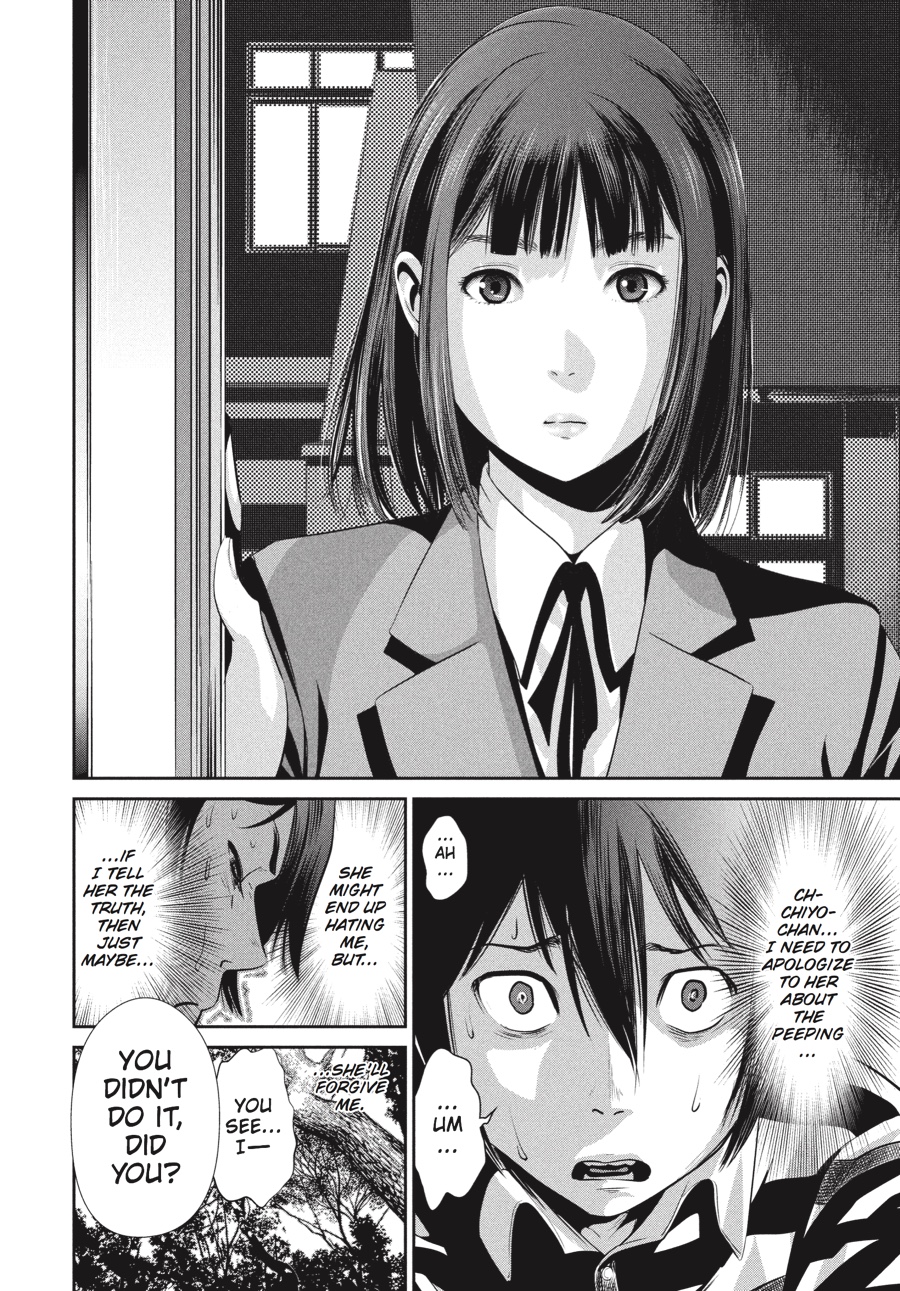 ...
AH
...
CH-
CHIYO-
CHAN...
I NEED TO
APOLOGIZE
TO HER
ABOUT
THE
PEEPING
...
...
UM
...
SHE
MIGHT
END UP
HATING
ME,
BUT...
...IF
I TELL
HER THE
TRUTH,
THEN
JUST
MAYBE...
...SHE'LL
FORGIVE
ME.
YOU
SEE...
I—
YOU
DIDN'T
DO IT,
DID
YOU?